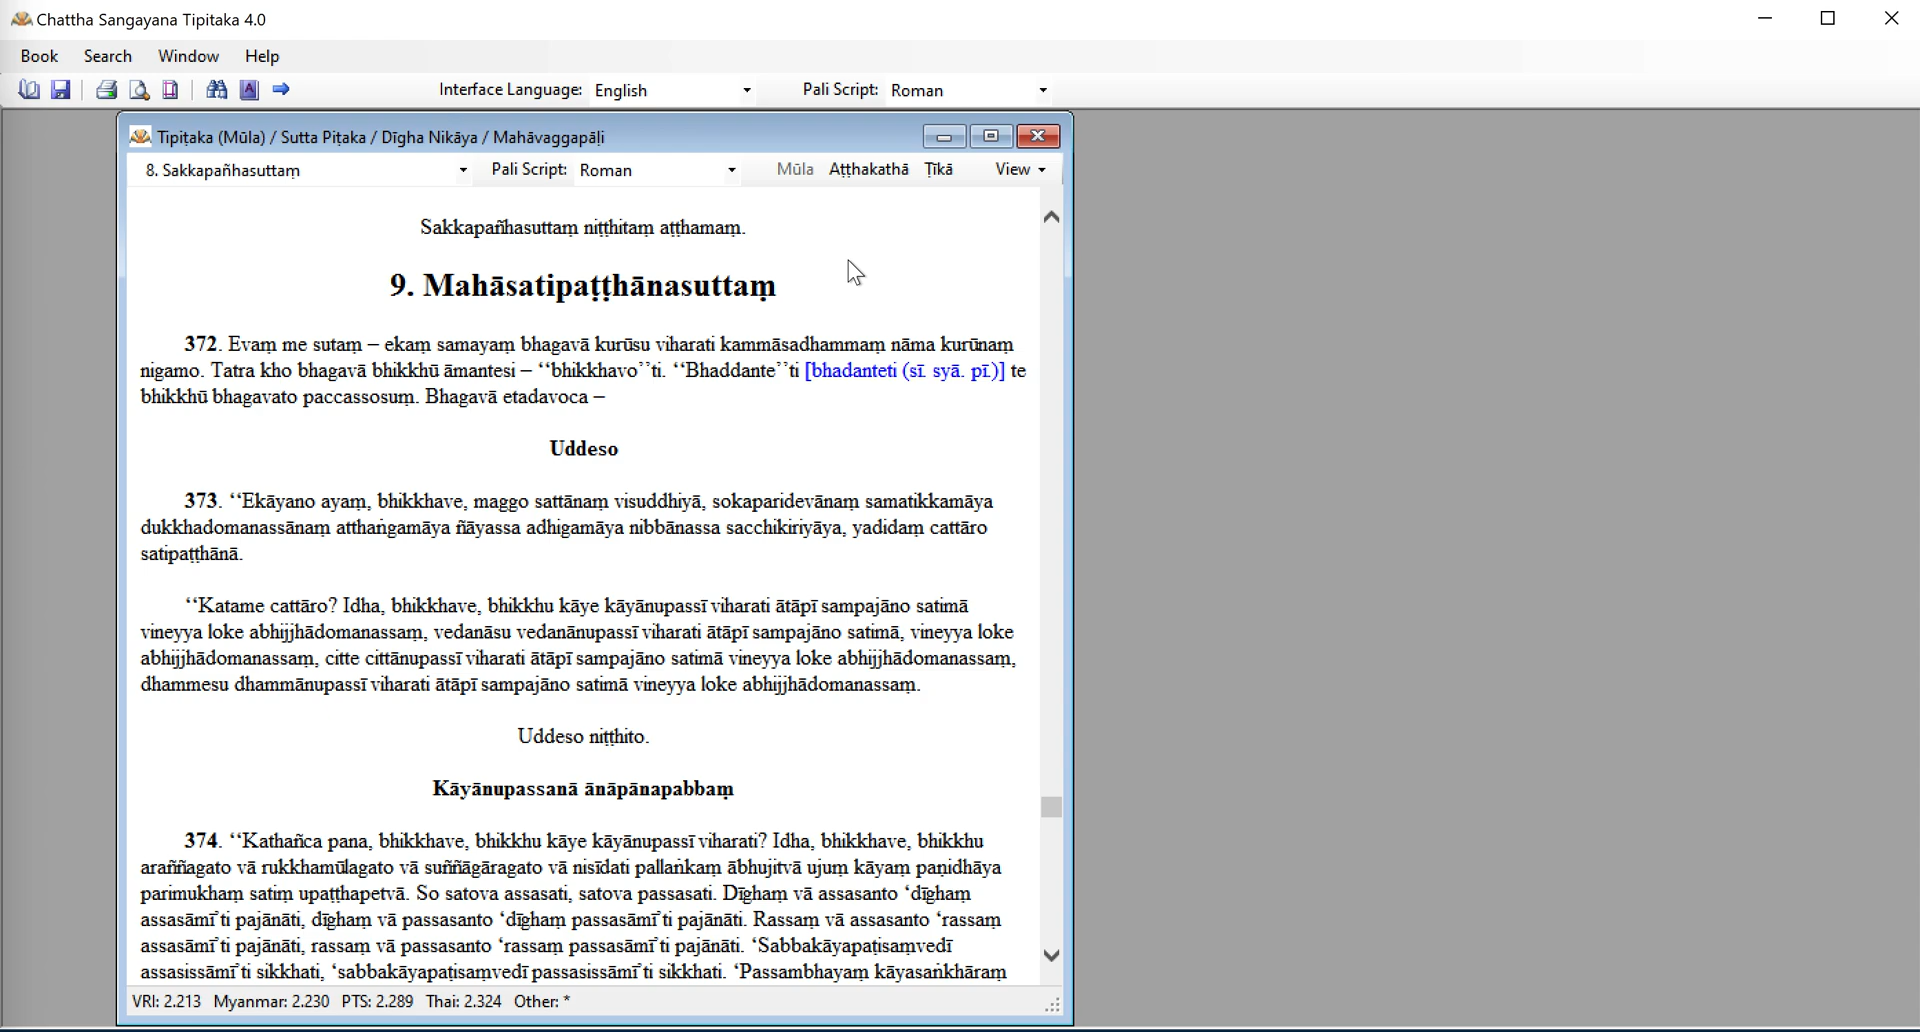 Chattha Sangayana Tipitaka 4.0
Book Search Window Help
Interface Language: English Pali Script: Roman
Tipiṭaka (Mūla) / Sutta Piṭaka / Dīgha Nikāya / Mahāvaggapāḷi
8. Sakkapañhasuttaṃ Pali Script: Roman Mūla Aṭṭhakathā Ṭīkā View
Sakkapañhasuttaṃ niṭṭhitaṃ aṭṭhamaṃ.
9. Mahāsatipaṭṭhānasuttaṃ
372. Evaṃ me sutaṃ – ekaṃ samayaṃ bhagavā kurūsu viharati kammāsadhammaṃ nāma kurūnaṃ
nigamo. Tatra kho bhagavā bhikkhū āmantesi – ‘‘bhikkhavo’’ti. ‘‘Bhaddante’’ti [bhadanteti (sī. syā. pī.)] te
bhikkhū bhagavato paccassosuṃ. Bhagavā etadavoca –
Uddeso
373. ‘‘Ekāyano ayaṃ, bhikkhave, maggo sattānaṃ visuddhiyā, sokaparidevānaṃ samatikkamāya
dukkhadomanassānaṃ atthaṅgamāya ñāyassa adhigamāya nibbānassa sacchikiriyāya, yadidaṃ cattāro
satipaṭṭhānā.
‘‘Katame cattāro? Idha, bhikkhave, bhikkhu kāye kāyānupassī viharati ātāpī sampajāno satimā
vineyya loke abhijjhādomanassaṃ, vedanāsu vedanānupassī viharati ātāpī sampajāno satimā, vineyya loke
abhijjhādomanassaṃ, citte cittānupassī viharati ātāpī sampajāno satimā vineyya loke abhijjhādomanassaṃ,
dhammesu dhammānupassī viharati ātāpī sampajāno satimā vineyya loke abhijjhādomanassaṃ.
Uddeso niṭṭhito.
Kāyānupassanā ānāpānapabbaṃ
374. ‘‘Kathañca pana, bhikkhave, bhikkhu kāye kāyānupassī viharati? Idha, bhikkhave, bhikkhu
araññagato vā rukkhamūlagato vā suññāgāragato vā nisīdati pallaṅkaṃ ābhujitvā ujuṃ kāyaṃ paṇidhāya
parimukhaṃ satiṃ upaṭṭhapetvā. So satova assasati, satova passasati. Dīghaṃ vā assasanto ‘dīghaṃ
assasāmī’ti pajānāti, dīghaṃ vā passasanto ‘dīghaṃ passasāmī’ti pajānāti. Rassaṃ vā assasanto ‘rassaṃ
assasāmī’ti pajānāti, rassaṃ vā passasanto ‘rassaṃ passasāmī’ti pajānāti. ‘Sabbakāyapaṭisaṃvedī
assasissāmī’ti sikkhati, ‘sabbakāyapaṭisaṃvedī passasissāmī’ti sikkhati. ‘Passambhayaṃ kāyasaṅkhāraṃ
VRI: 2.213 Myanmar: 2.230 PTS: 2.289 Thai: 2.324 Other: *